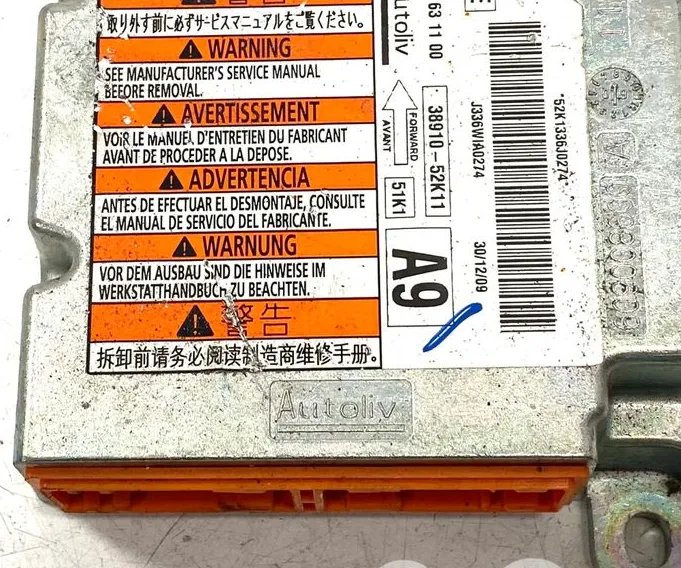 取り外す前に必ずサービスマニュアルをご覧ください。
WARNING
SEE MANUFACTURER'S SERVICE MANUAL
BEFORE REMOVAL.
AVERTISSEMENT
VOIR LE MANUEL D'ENTRETIEN DU FABRICANT
AVANT DE PROCEDER A LA DEPOSE.
ADVERTENCIA
ANTES DE EFECTUAR EL DESMONTAJE, CONSULTE
EL MANUAL DE SERVICIO DEL FABRICANTE.
WARNUNG
VOR DEM AUSBAU SIND DIE HINWEISE IM
WERKSTATTHANDBUCH ZU BEACHTEN.
警告
拆卸前请务必阅读制造商维修手册。
Autoliv
63 11 00
FORWARD
AVANT
38910-52K11
51K1
A9
J336WHA0274
30/12/09
*52K1336J0274*
Autoliv